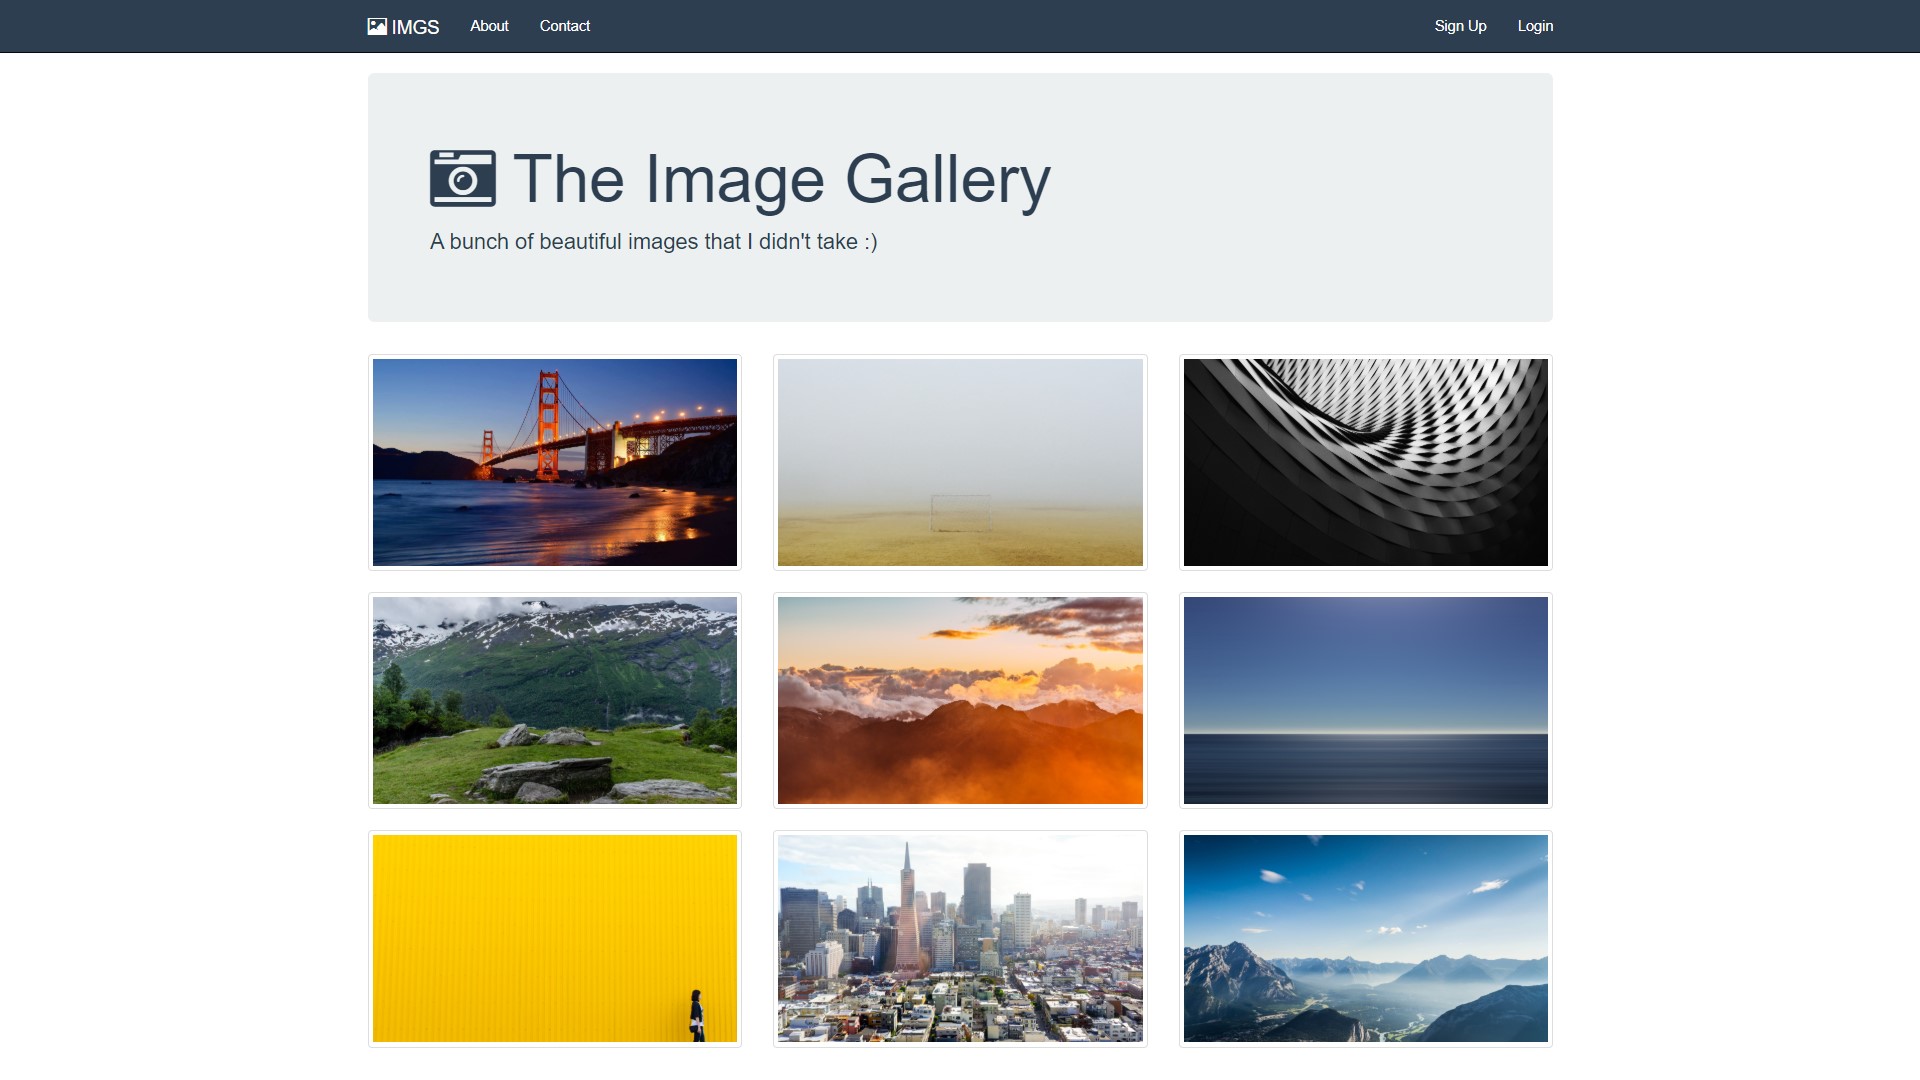 IMGS About Contact Sign Up Login
The Image Gallery
A bunch of beautiful images that I didn't take :)